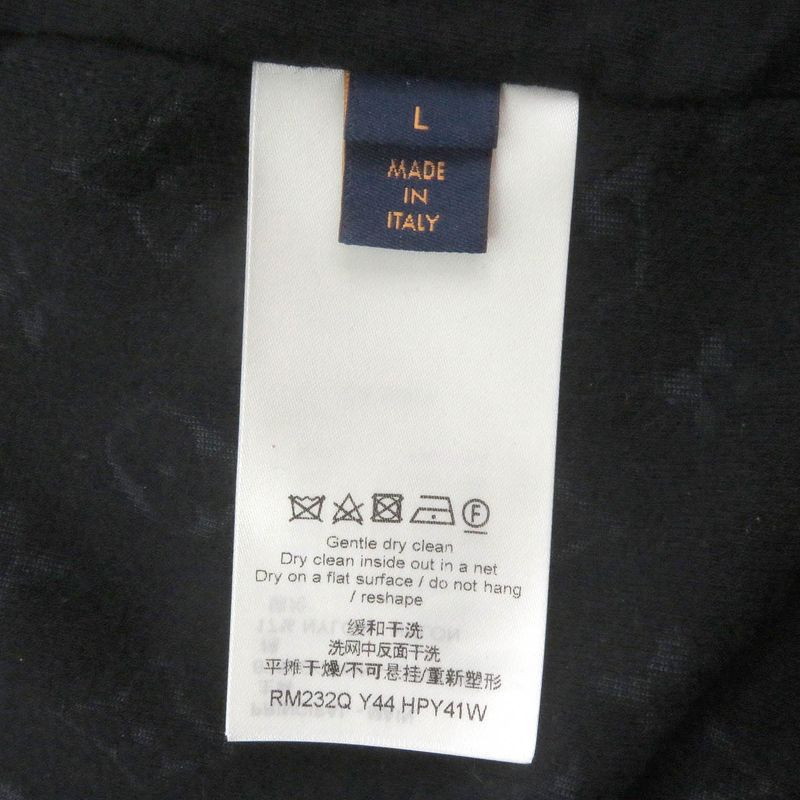 L
MADE
IN
ITALY
F
Gentle dry clean
Dry clean inside out in a net
Dry on a flat surface / do not hang
/ reshape
缓和干洗
洗网中反面干洗
平摊干燥/不可悬挂/重新塑形
RM232Q Y44 HPY41W